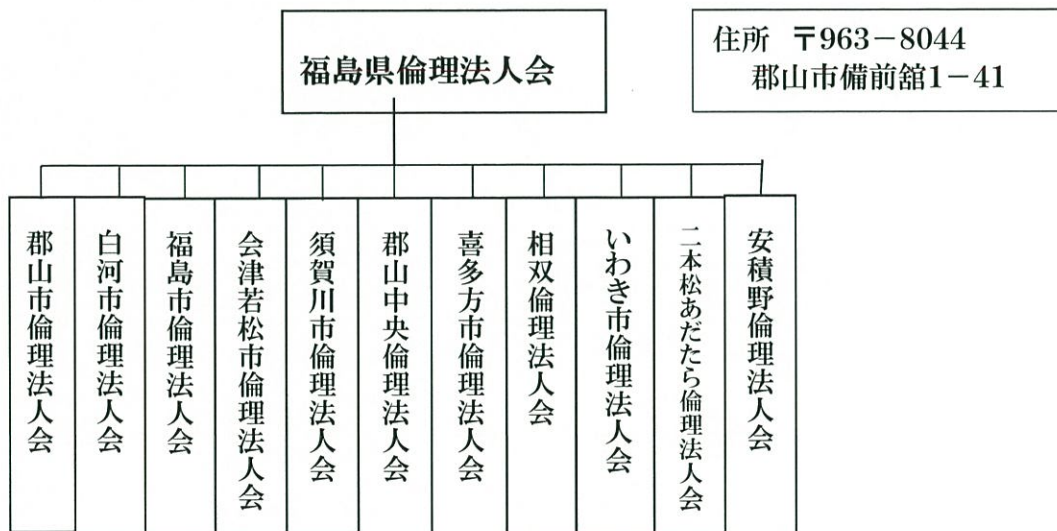 福島県倫理法人会
住所 〒963－8044
郡山市備前舘1－41
郡山市倫理法人会
白河市倫理法人会
福島市倫理法人会
会津若松市倫理法人会
須賀川市倫理法人会
郡山中央倫理法人会
喜多方市倫理法人会
相双倫理法人会
いわき市倫理法人会
二本松あだたら倫理法人会
安積野倫理法人会